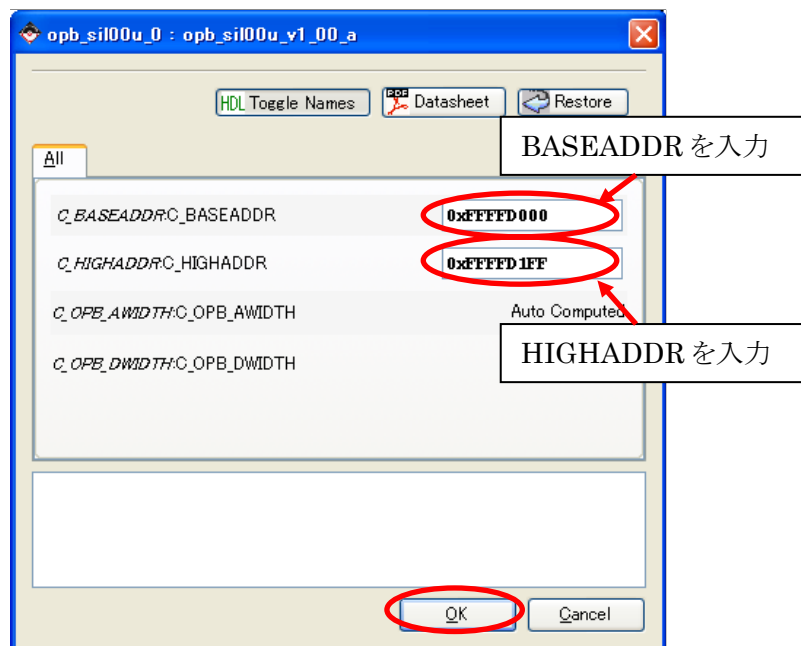 opb_sil00u_0 : opb_sil00u_v1_00_a
HDL Toggle Names PDF Datasheet Restore
BASEADDRを入力
All
C_BASEADDR:C_BASEADDR 0xFFFFD000
C_HIGHADDR:C_HIGHADDR 0xFFFFD1FF
C_OPB_AWIDTH:C_OPB_AWIDTH Auto Computed
HIGHADDRを入力
C_OPB_DWIDTH:C_OPB_DWIDTH
OK Cancel